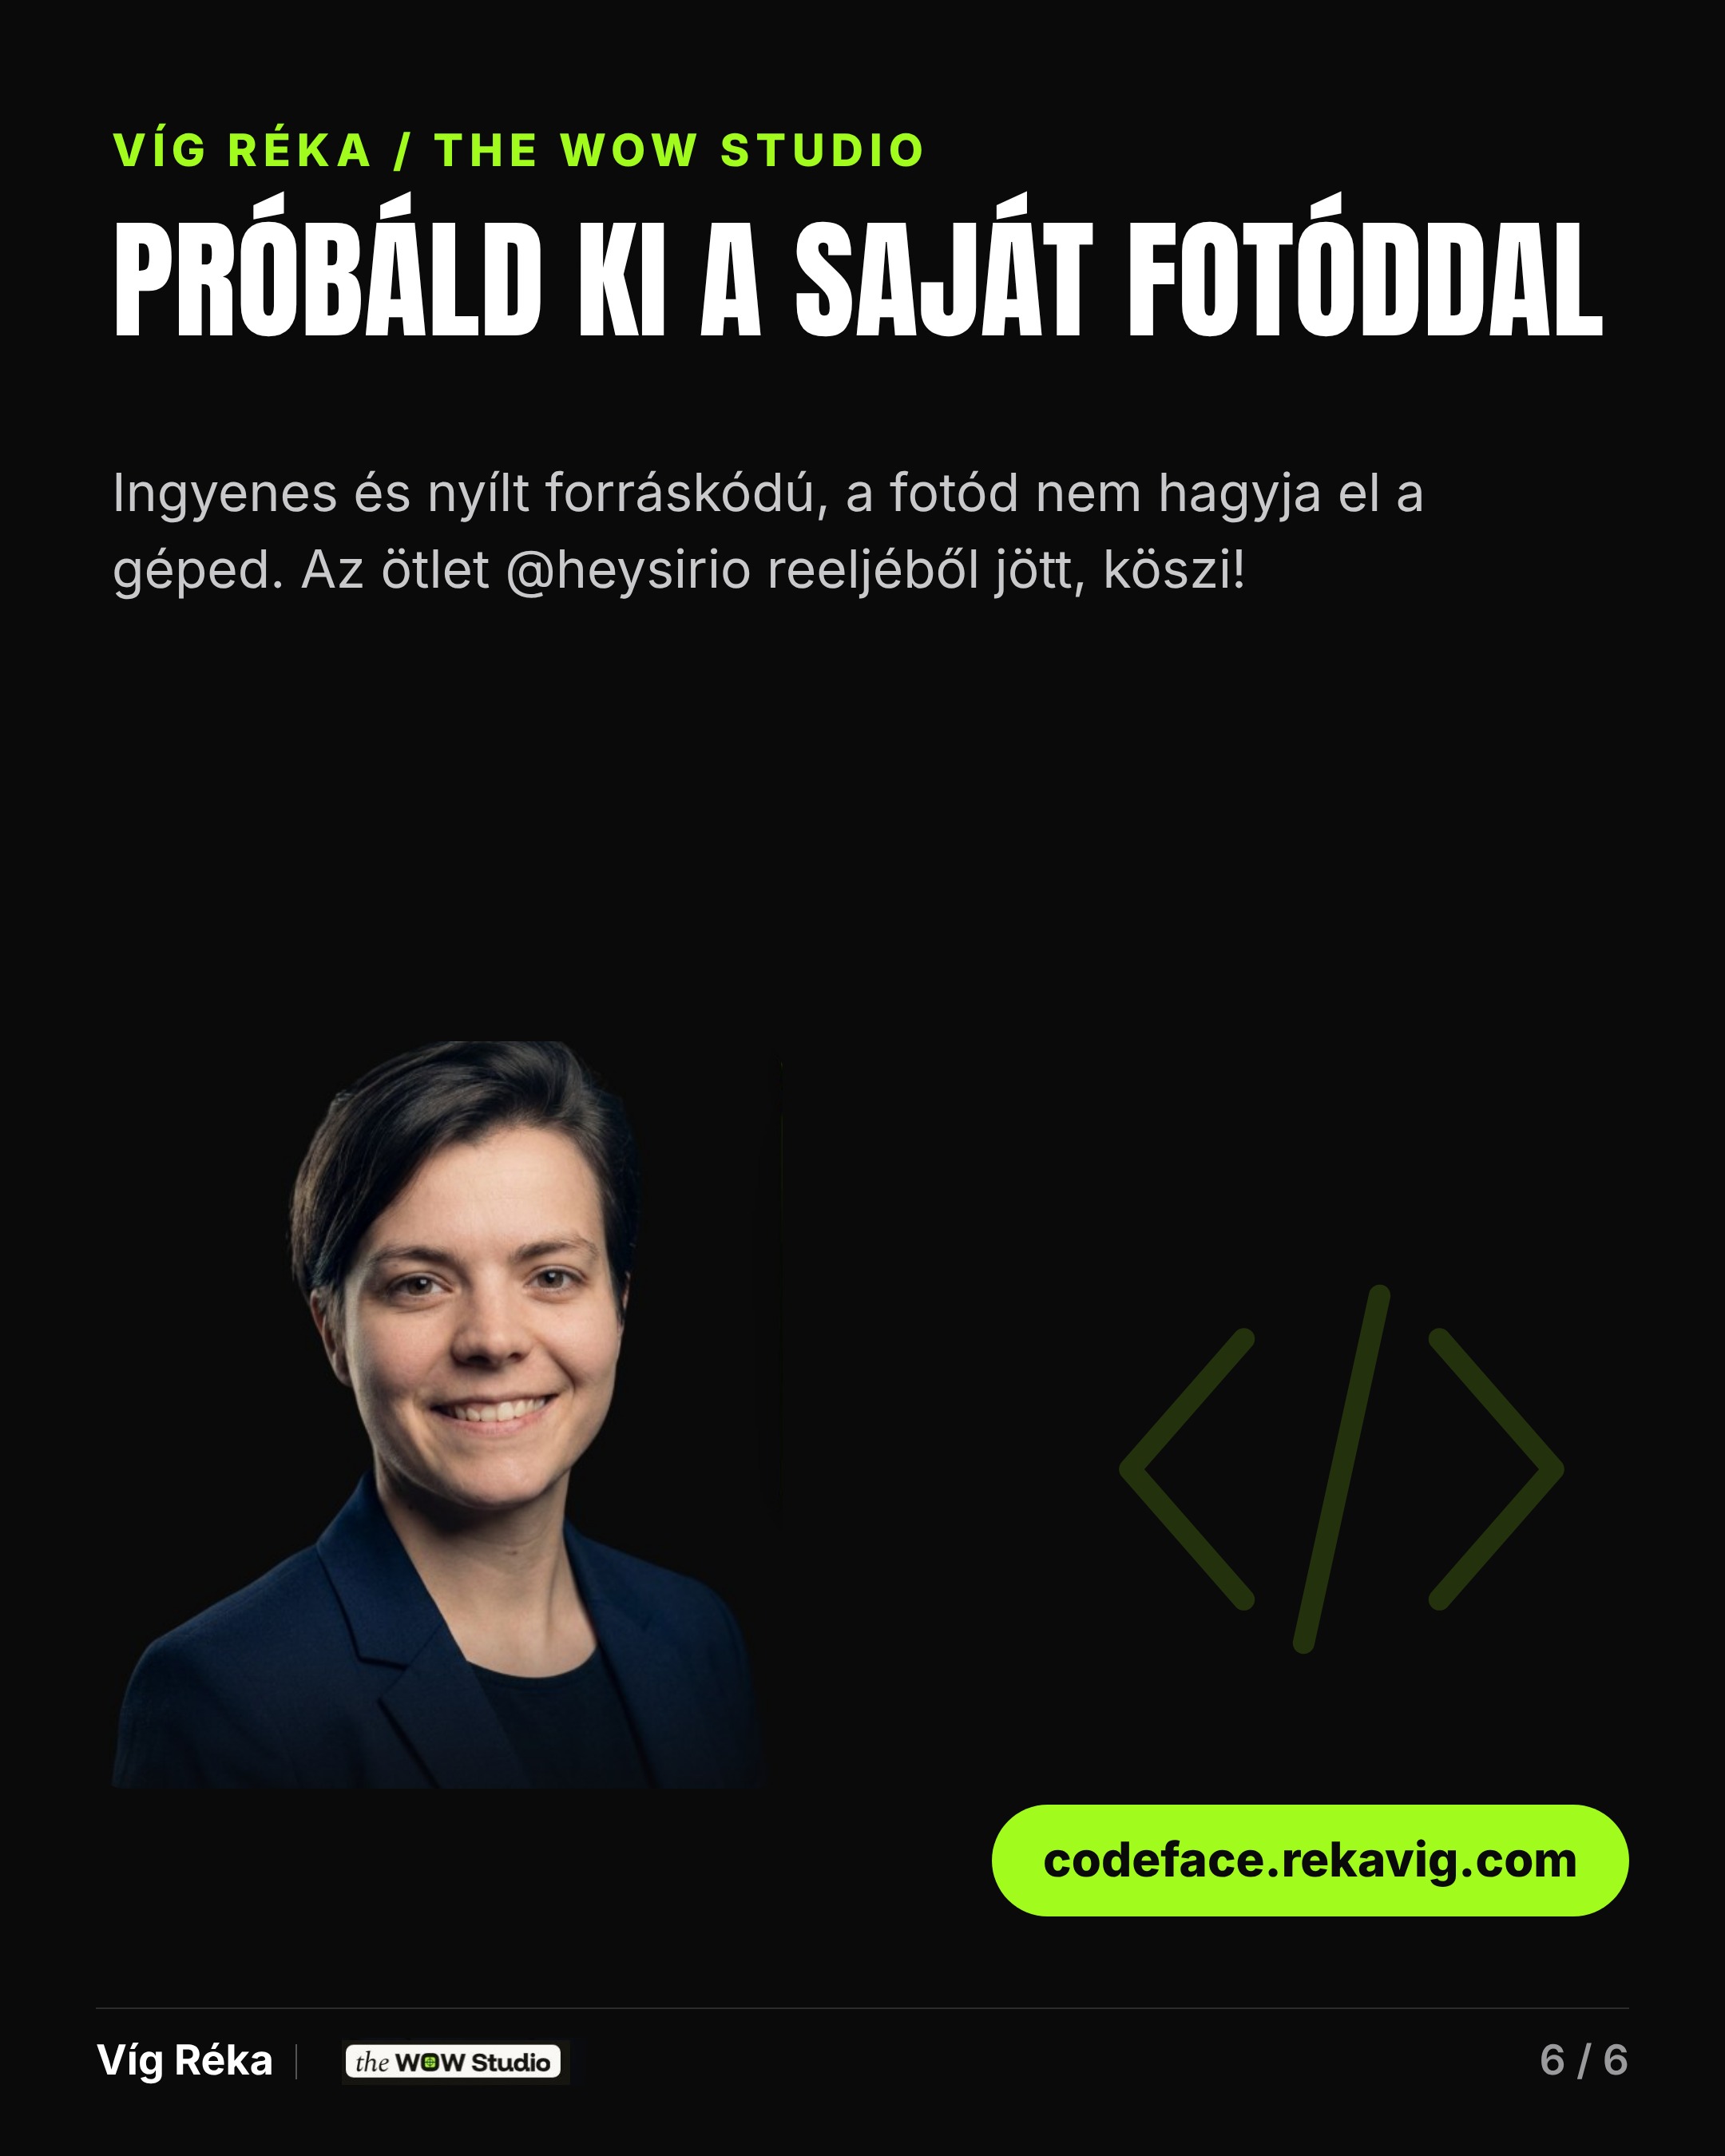 VÍG RÉKA / THE WOW STUDIO
PRÓBÁLD KI A SAJÁT FOTÓDDAL
Ingyenes és nyílt forráskódú, a fotód nem hagyja el a
géped. Az ötlet @heysirio reeljéből jött, köszi!
codeface.rekavig.com
Víg Réka
the WOW Studio
6 / 6